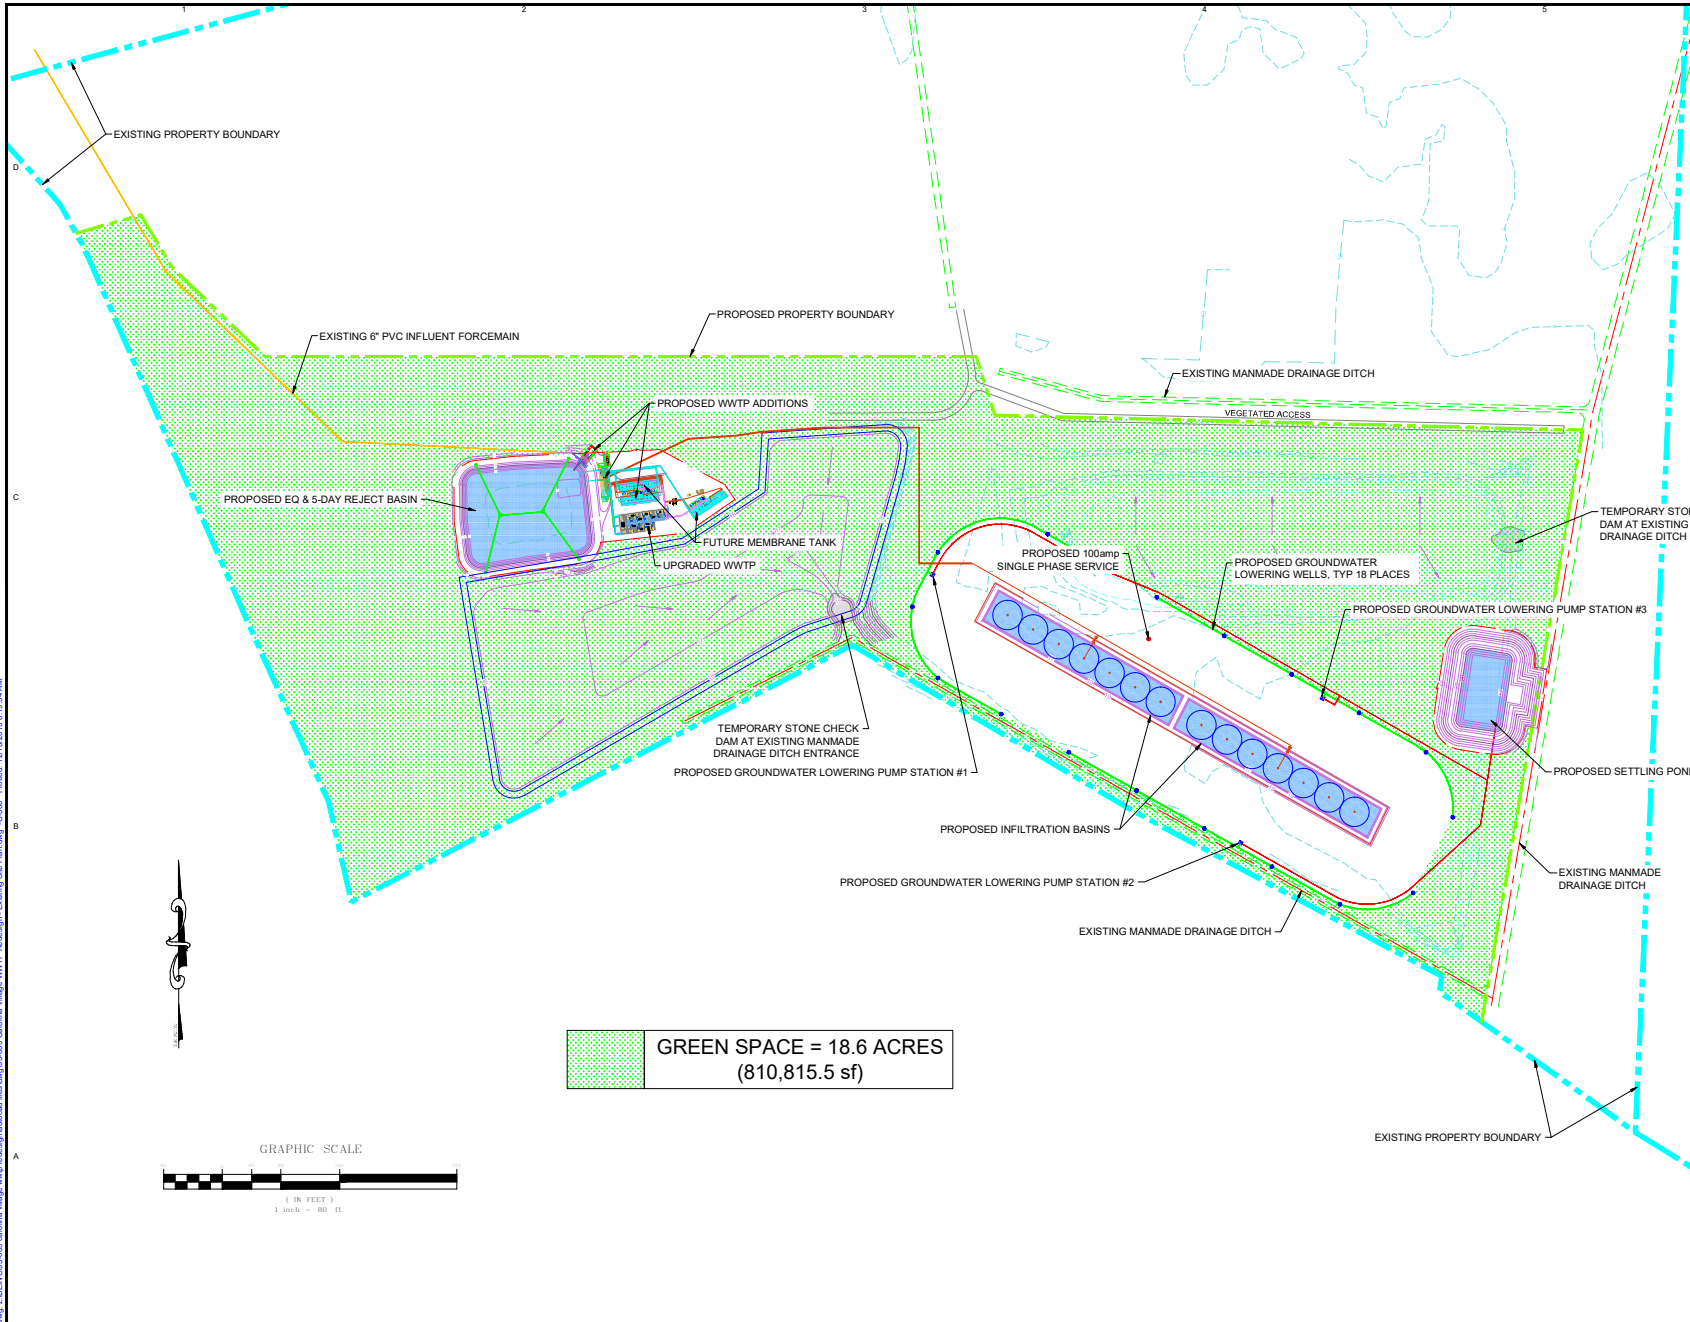 1
2
3
4
5
D
C
B
A
EXISTING PROPERTY BOUNDARY
EXISTING 6" PVC INFLUENT FORCEMAIN
PROPOSED PROPERTY BOUNDARY
EXISTING MANMADE DRAINAGE DITCH
VEGETATED ACCESS
PROPOSED WWTP ADDITIONS
PROPOSED EQ & 5-DAY REJECT BASIN
FUTURE MEMBRANE TANK
UPGRADED WWTP
PROPOSED 100amp
SINGLE PHASE SERVICE
PROPOSED GROUNDWATER
LOWERING WELLS, TYP 18 PLACES
TEMPORARY STO
DAM AT EXISTING
DRAINAGE DITCH
PROPOSED GROUNDWATER LOWERING PUMP STATION #3
TEMPORARY STONE CHECK
DAM AT EXISTING MANMADE
DRAINAGE DITCH ENTRANCE
PROPOSED GROUNDWATER LOWERING PUMP STATION #1
PROPOSED SETTLING PON
PROPOSED INFILTRATION BASINS
PROPOSED GROUNDWATER LOWERING PUMP STATION #2
EXISTING MANMADE
DRAINAGE DITCH
EXISTING MANMADE DRAINAGE DITCH
GREEN SPACE = 18.6 ACRES
(810,815.5 sf)
EXISTING PROPERTY BOUNDARY
GRAPHIC SCALE
( IN FEET )
1 inch = 80 ft.